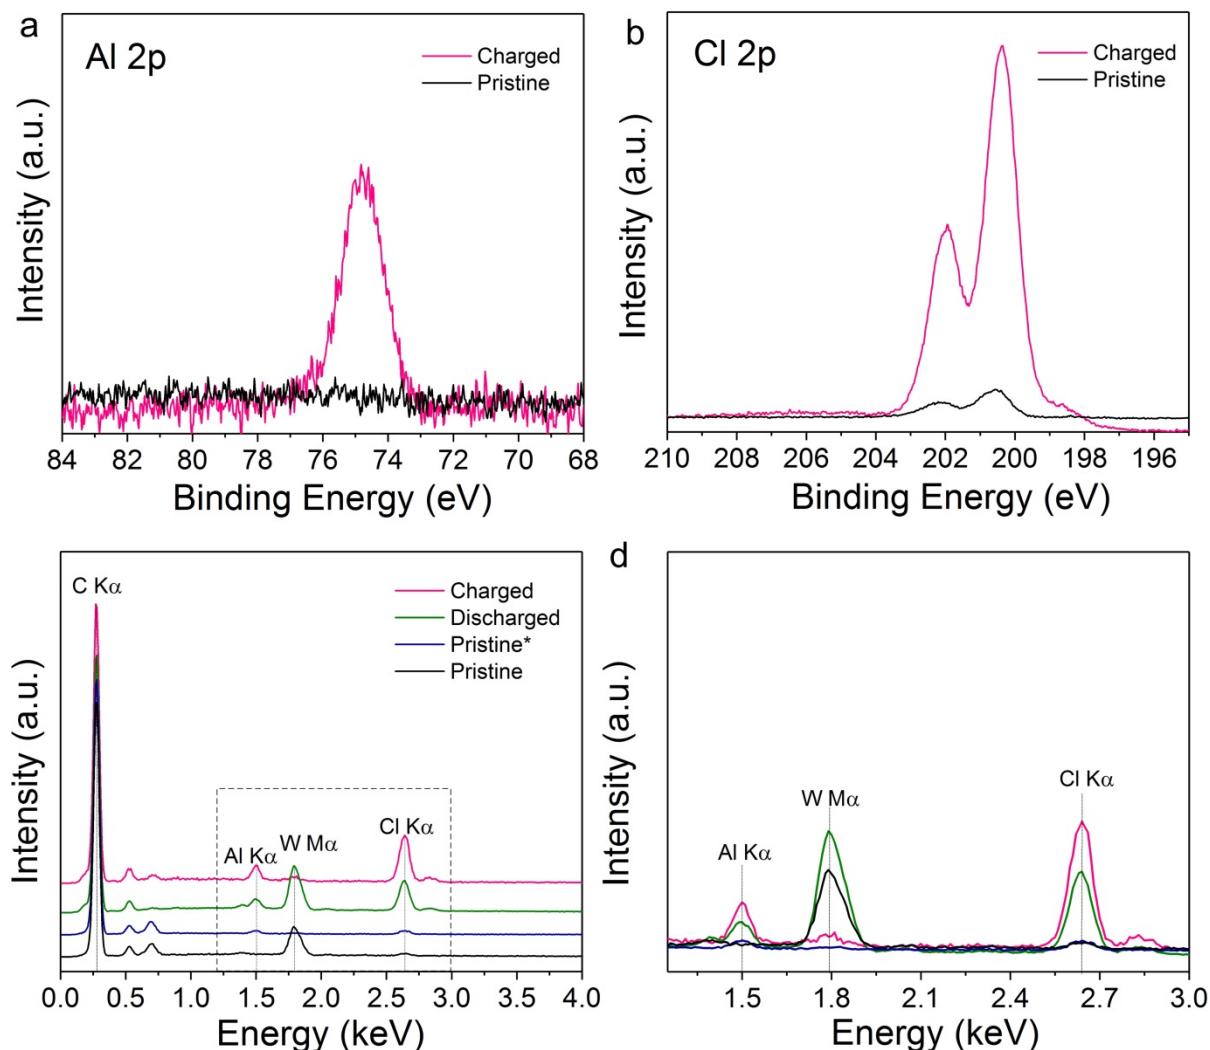 a
Al 2p
Charged
Pristine
Intensity (a.u.)
84 82 80 78 76 74 72 70 68
Binding Energy (eV)
b
Cl 2p
Charged
Pristine
Intensity (a.u.)
210 208 206 204 202 200 198 196
Binding Energy (eV)
C Kα
Charged
Discharged
Pristine*
Pristine
Al Kα
W Mα
Cl Kα
Intensity (a.u.)
0.0 0.5 1.0 1.5 2.0 2.5 3.0 3.5 4.0
Energy (keV)
d
Al Kα
W Mα
Cl Kα
Intensity (a.u.)
1.5 1.8 2.1 2.4 2.7 3.0
Energy (keV)